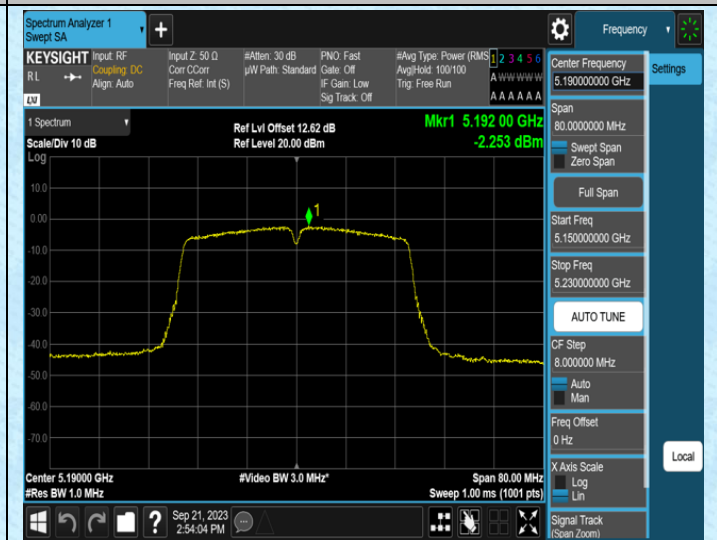 Spectrum Analyzer 1
Swept SA
Frequency
KEYSIGHT
RL
LXI
Input: RF
Coupling: DC
Align: Auto
Input Z: 50 Ω
Corr CCorr
Freq Ref: Int (S)
#Atten: 30 dB
µW Path: Standard
PNO: Fast
Gate: Off
IF Gain: Low
Sig Track: Off
#Avg Type: Power (RMS
Avg|Hold: 100/100
Trig: Free Run
1 2 3 4 5 6
A W W W W W
A A A A A A
1 Spectrum
Scale/Div 10 dB
Log
Ref Lvl Offset 12.62 dB
Ref Level 20.00 dBm
Mkr1 5.192 00 GHz
-2.253 dBm
10.0
0.00
-10.0
-20.0
-30.0
-40.0
-50.0
-60.0
-70.0
1
Center 5.19000 GHz
#Res BW 1.0 MHz
#Video BW 3.0 MHz*
Span 80.00 MHz
Sweep 1.00 ms (1001 pts)
Sep 21, 2023
2:54:04 PM
Center Frequency
5.190000000 GHz
Span
80.0000000 MHz
Swept Span
Zero Span
Full Span
Start Freq
5.150000000 GHz
Stop Freq
5.230000000 GHz
AUTO TUNE
CF Step
8.000000 MHz
Auto
Man
Freq Offset
0 Hz
X Axis Scale
Log
Lin
Signal Track
(Span Zoom)
Settings
Local